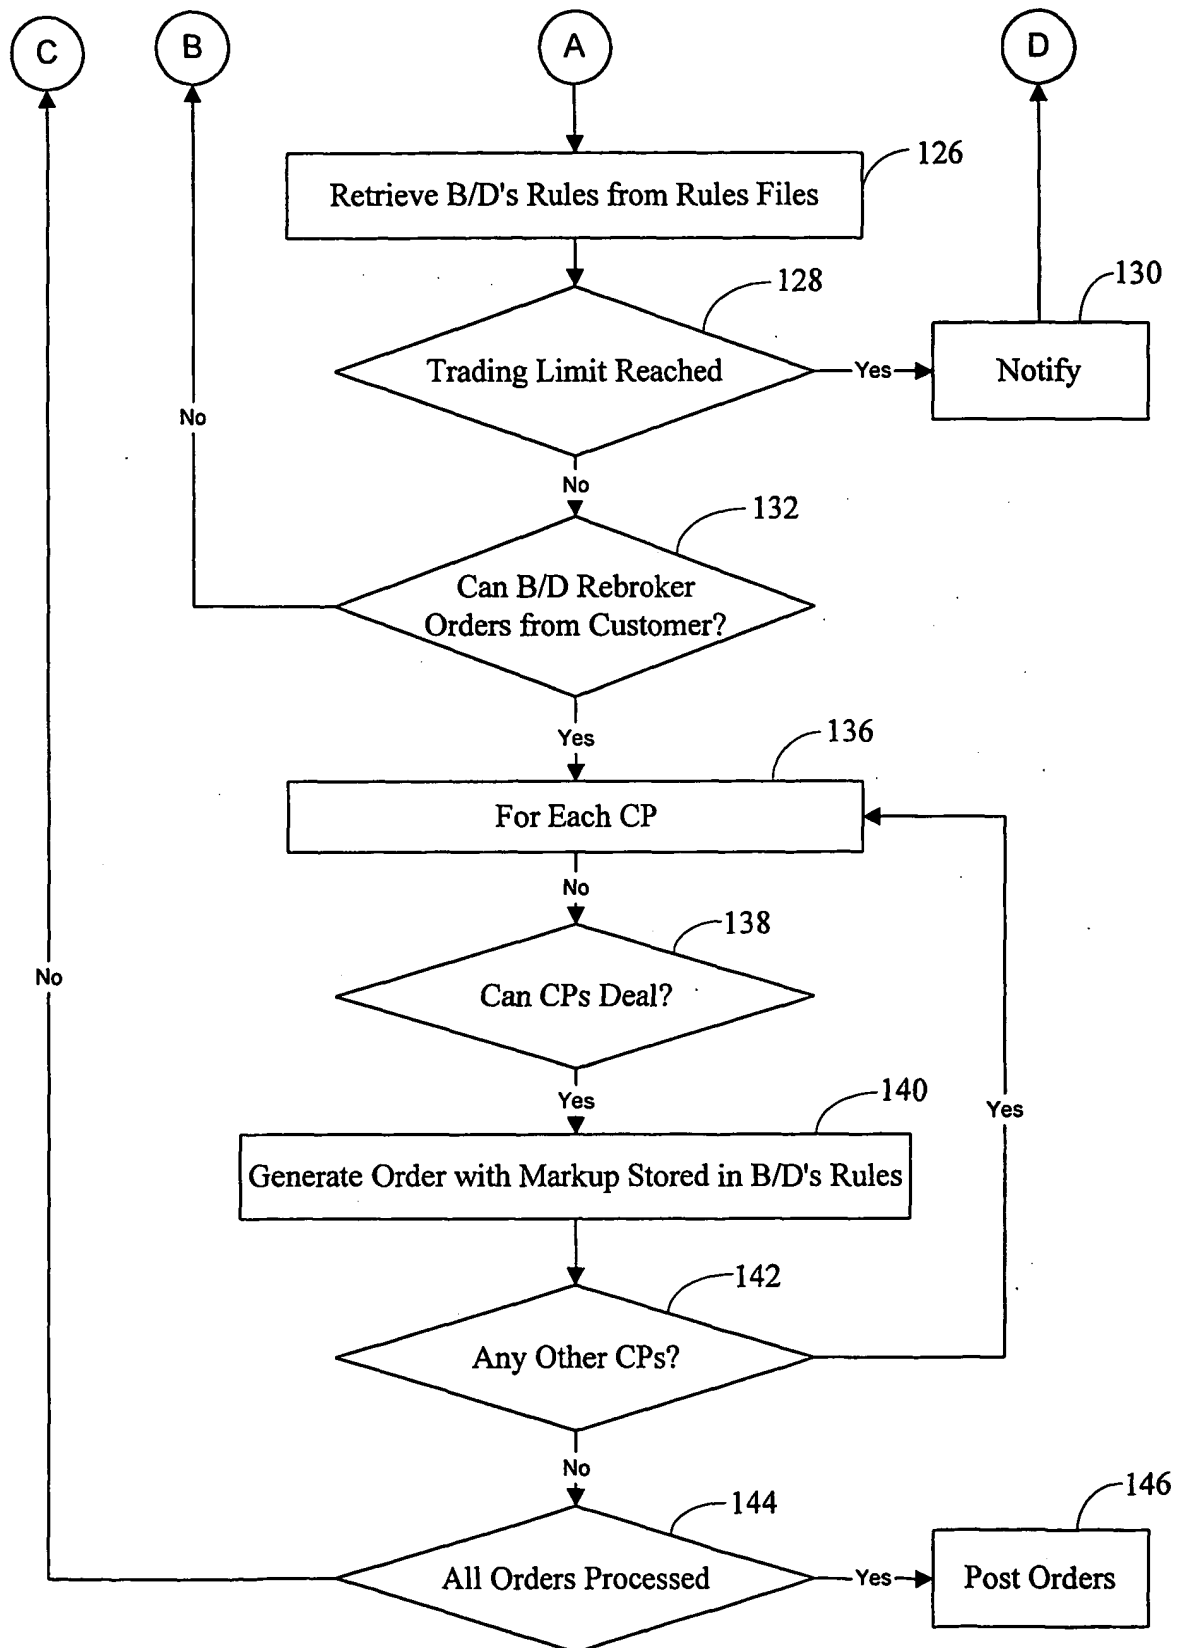 C
B
A
D
126
Retrieve B/D's Rules from Rules Files
128
130
Trading Limit Reached
Yes
Notify
No
No
132
Can B/D Rebroker
Orders from Customer?
Yes
136
For Each CP
No
138
No
Can CPs Deal?
Yes
140
Yes
Generate Order with Markup Stored in B/D's Rules
142
Any Other CPs?
No
144
146
All Orders Processed
Yes
Post Orders